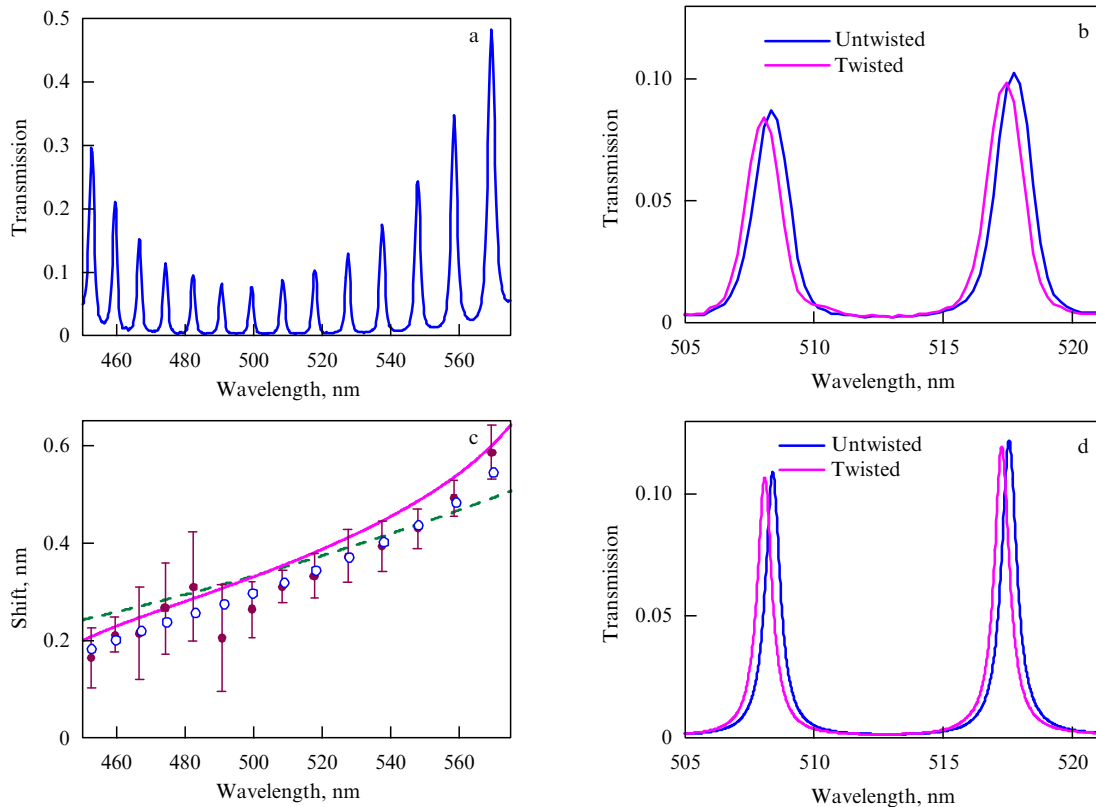 a
0.5
0.4
0.3
0.2
0.1
0
Transmission
460 480 500 520 540 560
Wavelength, nm
b
Untwisted
Twisted
0.10
0.05
0
Transmission
505 510 515 520
Wavelength, nm
c
0.6
0.4
0.2
0
Shift, nm
460 480 500 520 540 560
Wavelength, nm
d
Untwisted
Twisted
0.10
0.05
0
Transmission
505 510 515 520
Wavelength, nm